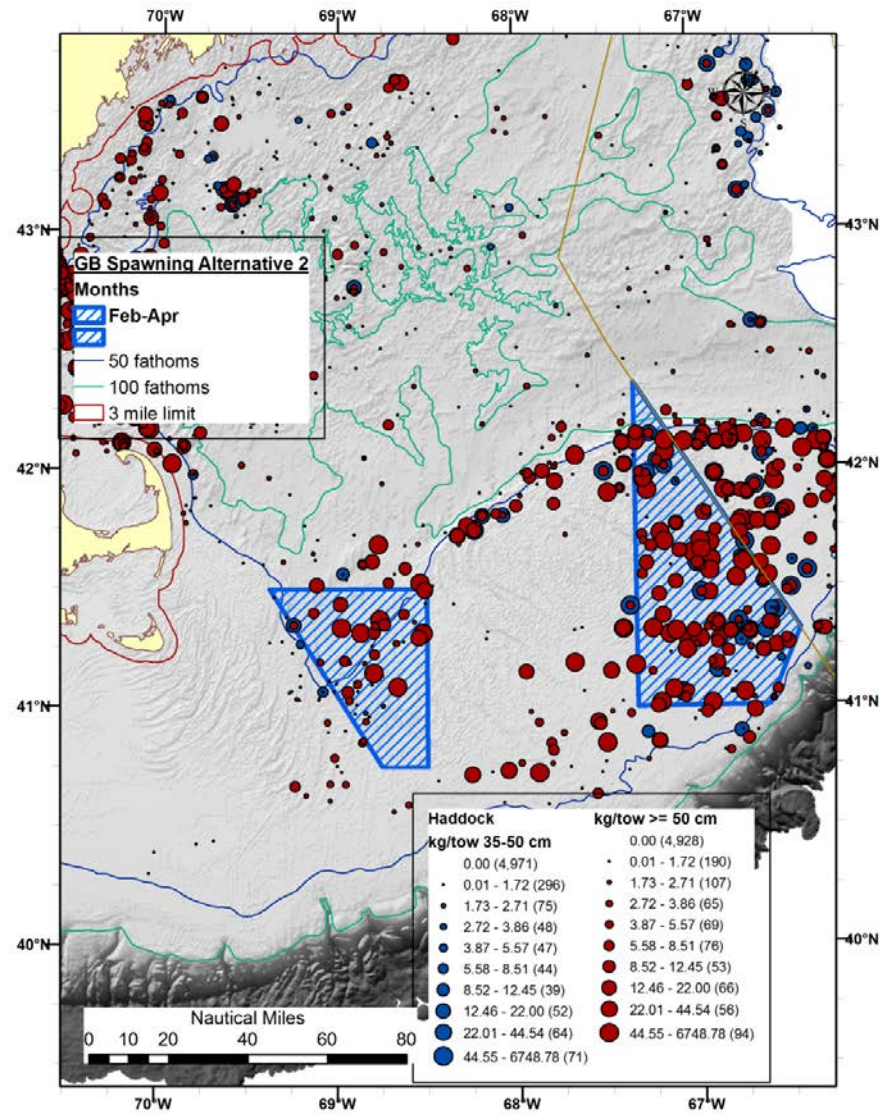 70°W 69°W 68°W 67°W
43°N 43°N
S
GB Spawning Alternative 2
Months
Feb-Apr
50 fathoms
100 fathoms
3 mile limit
42°N 42°N
41°N 41°N
40°N 40°N
Haddock
kg/tow 35-50 cm
0.00 (4,971)
0.01 - 1.72 (296)
1.73 - 2.71 (75)
2.72 - 3.86 (48)
3.87 - 5.57 (47)
5.58 - 8.51 (44)
8.52 - 12.45 (39)
12.46 - 22.00 (52)
22.01 - 44.54 (64)
44.55 - 6748.78 (71)
kg/tow >= 50 cm
0.00 (4,928)
0.01 - 1.72 (190)
1.73 - 2.71 (107)
2.72 - 3.86 (65)
3.87 - 5.57 (69)
5.58 - 8.51 (76)
8.52 - 12.45 (53)
12.46 - 22.00 (66)
22.01 - 44.54 (56)
44.55 - 6748.78 (94)
Nautical Miles
0 10 20 40 60 80
70°W 69°W 68°W 67°W